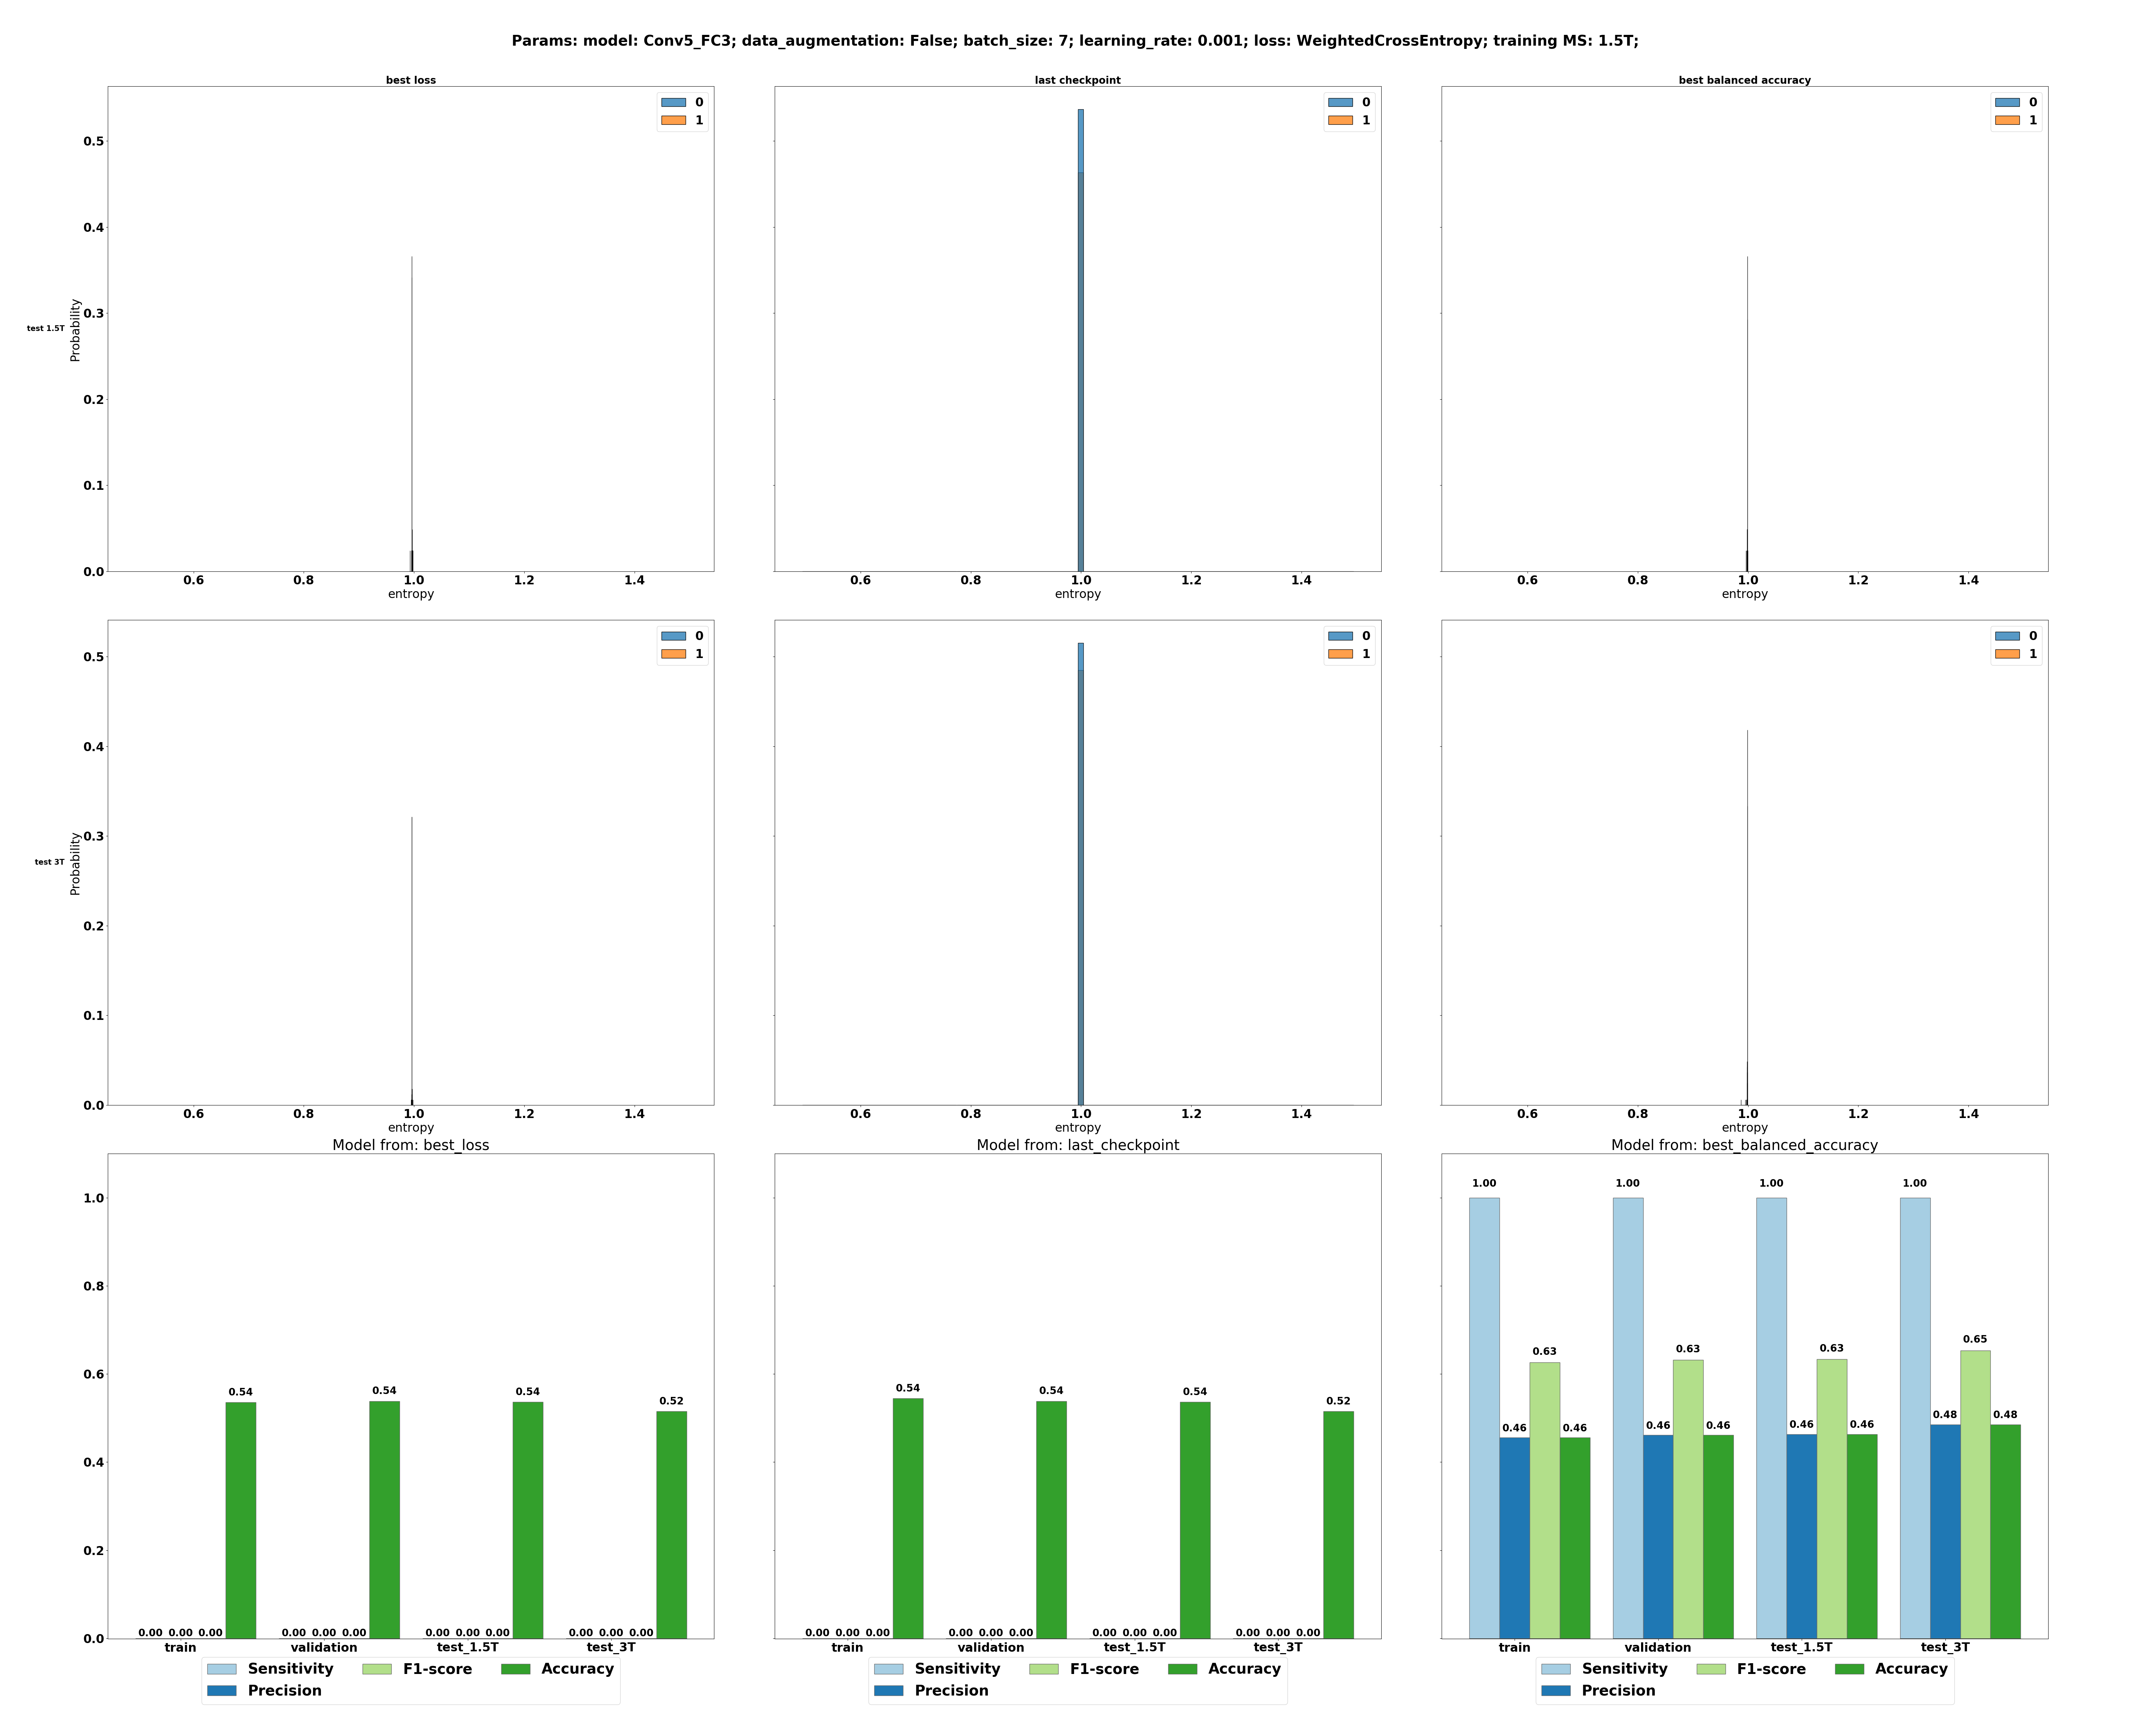 Params: model: Conv5_FC3; data_augmentation: False; batch_size: 7; learning_rate: 0.001; loss: WeightedCrossEntropy; training MS: 1.5T;
best loss
last checkpoint
best balanced accuracy
0
1
0
1
0
1
test 1.5T
Probability
0.5
0.4
0.3
0.2
0.1
0.0
0.6 0.8 1.0 1.2 1.4
entropy
0.6 0.8 1.0 1.2 1.4
entropy
0.6 0.8 1.0 1.2 1.4
entropy
0
1
0
1
0
1
test 3T
Probability
0.5
0.4
0.3
0.2
0.1
0.0
0.6 0.8 1.0 1.2 1.4
entropy
0.6 0.8 1.0 1.2 1.4
entropy
0.6 0.8 1.0 1.2 1.4
entropy
Model from: best_loss
1.0
0.8
0.6
0.4
0.2
0.0
0.00 0.00 0.00 0.54
0.00 0.00 0.00 0.54
0.00 0.00 0.00 0.54
0.00 0.00 0.00 0.52
train validation test_1.5T test_3T
Sensitivity F1-score Accuracy
Precision
Model from: last_checkpoint
0.00 0.00 0.00 0.54
0.00 0.00 0.00 0.54
0.00 0.00 0.00 0.54
0.00 0.00 0.00 0.52
train validation test_1.5T test_3T
Sensitivity F1-score Accuracy
Precision
Model from: best_balanced_accuracy
1.00 0.46 0.63 0.46
1.00 0.46 0.63 0.46
1.00 0.46 0.63 0.46
1.00 0.48 0.65 0.48
train validation test_1.5T test_3T
Sensitivity F1-score Accuracy
Precision